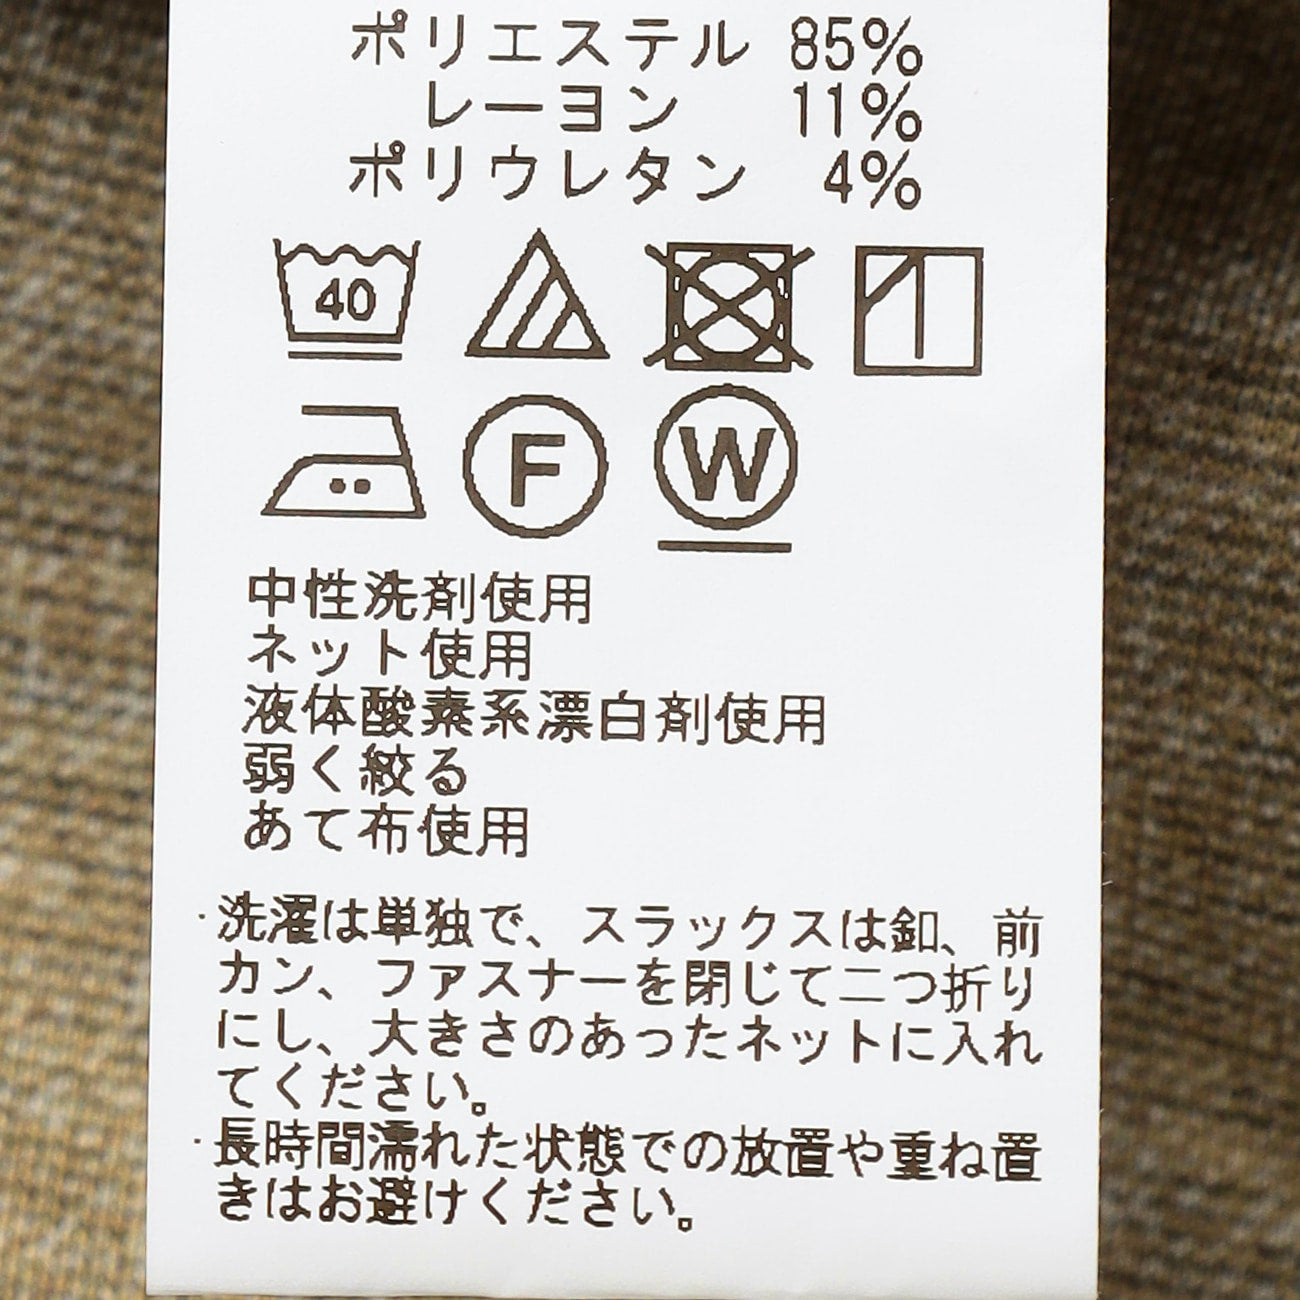 ポリエステル 85%
レーヨン 11%
ポリウレタン 4%
40
F W
中性洗剤使用
ネット使用
液体酸素系漂白剤使用
弱く絞る
あて布使用
・洗濯は単独で、スラックスは釦、前
カン、ファスナーを閉じて二つ折り
にし、大きさのあったネットに入れ
てください。
・長時間濡れた状態での放置や重ね置
きはお避けください。